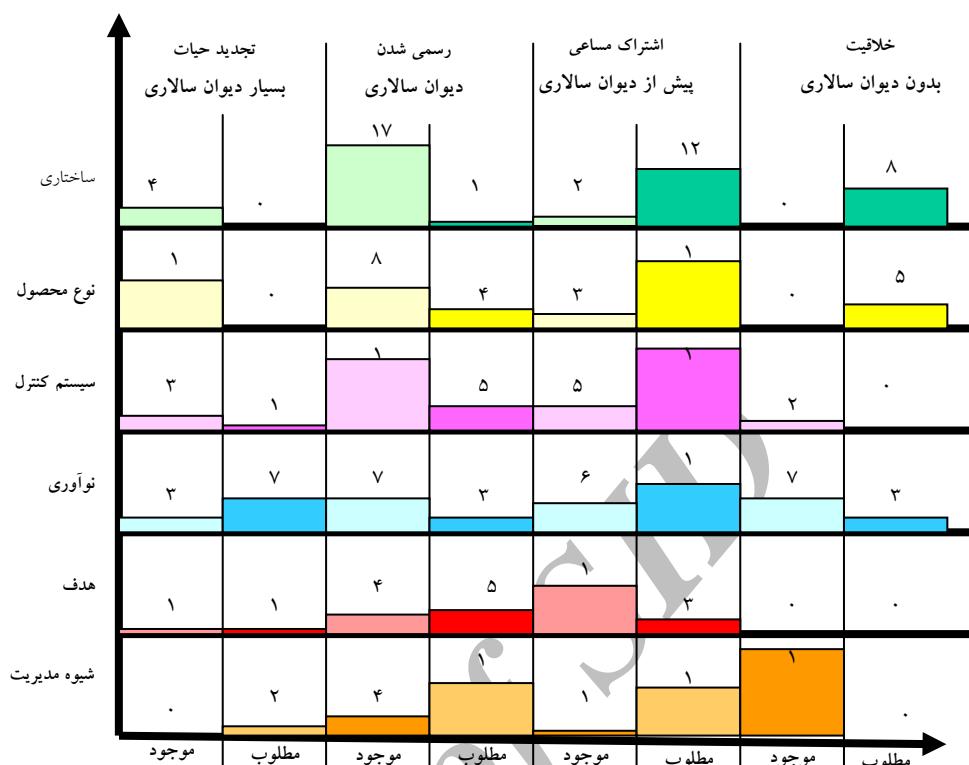 خلاقیت اشتراک مساعی رسمی شدن تجدید حیات
بدون دیوان سالاری پیش از دیوان سالاری دیوان سالاری بسیار دیوان سالاری
ساختاری ۴ ۰ ۱۷ ۱ ۲ ۱۲ ۰ ۸
نوع محصول ۱ ۰ ۸ ۴ ۳ ۱ ۰ ۵
سیستم کنترل ۳ ۱ ۱ ۵ ۵ ۱ ۲ ۰
نوآوری ۳ ۷ ۷ ۳ ۶ ۱ ۷ ۳
هدف ۱ ۱ ۴ ۵ ۱ ۳ ۰ ۰
شیوه مدیریت ۰ ۲ ۴ ۱ ۱ ۱ ۱ ۰
موجود مطلوب موجود مطلوب موجود مطلوب موجود مطلوب
of SID